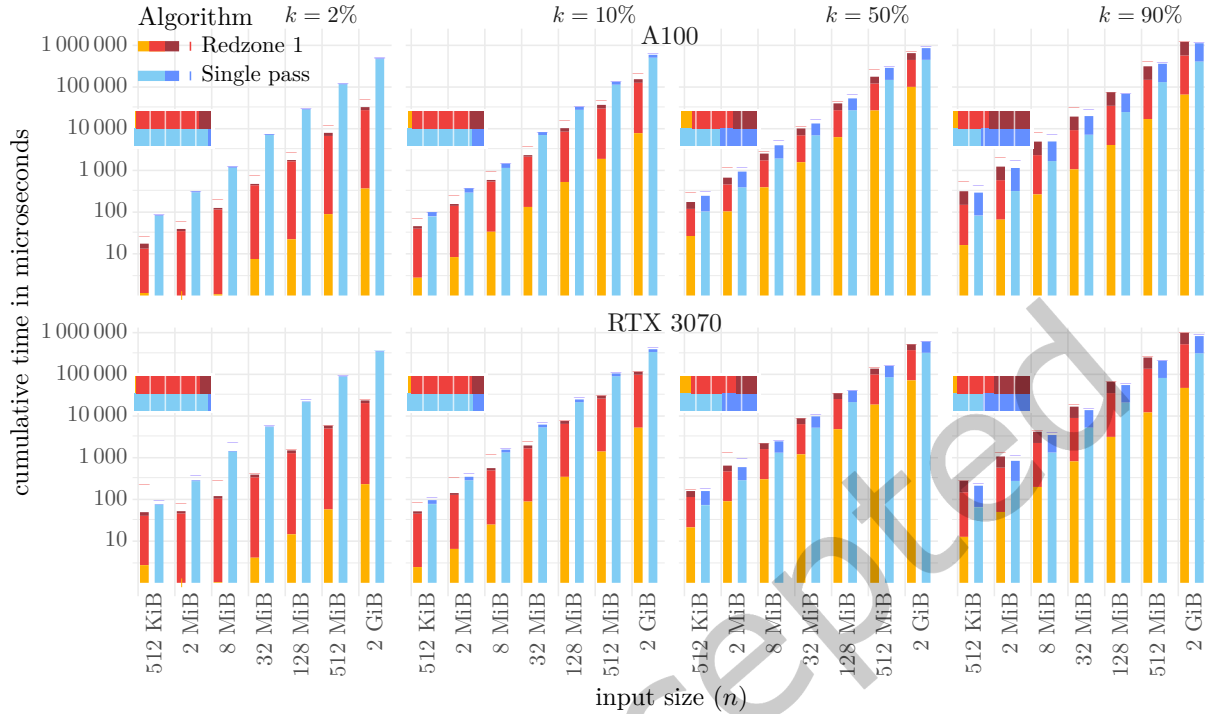 Algorithm
Redzone 1
Single pass
k = 2%
k = 10%
k = 50%
k = 90%
A100
1 000 000
100 000
10 000
1 000
100
10
RTX 3070
1 000 000
100 000
10 000
1 000
100
10
cumulative time in microseconds
512 KiB
2 MiB
8 MiB
32 MiB
128 MiB
512 MiB
2 GiB
512 KiB
2 MiB
8 MiB
32 MiB
128 MiB
512 MiB
2 GiB
512 KiB
2 MiB
8 MiB
32 MiB
128 MiB
512 MiB
2 GiB
512 KiB
2 MiB
8 MiB
32 MiB
128 MiB
512 MiB
2 GiB
input size (n)
cepted